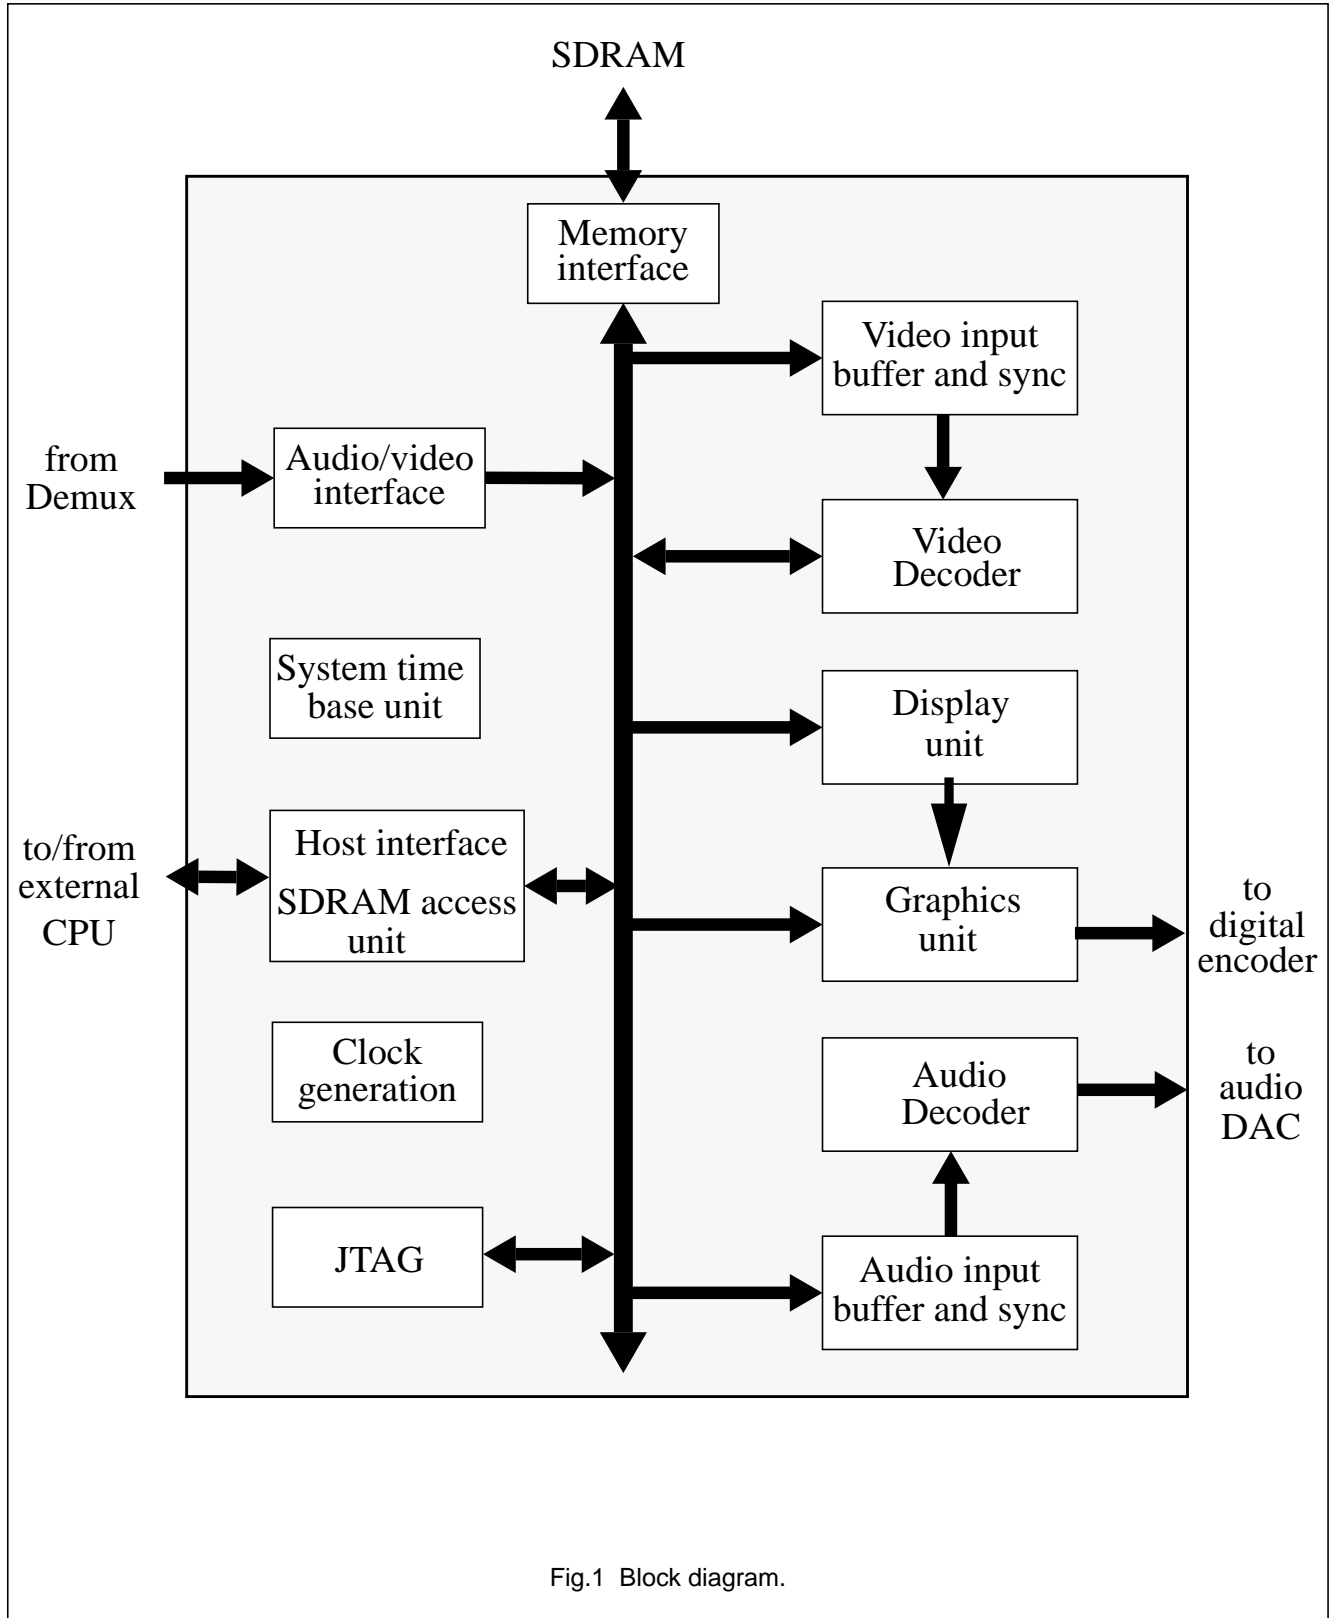 SDRAM
Memory
interface
Video input
buffer and sync
from
Demux
Audio/video
interface
Video
Decoder
System time
base unit
Display
unit
to/from
external
CPU
Host interface
SDRAM access
unit
Graphics
unit
to
digital
encoder
Clock
generation
Audio
Decoder
to
audio
DAC
JTAG
Audio input
buffer and sync
Fig.1 Block diagram.